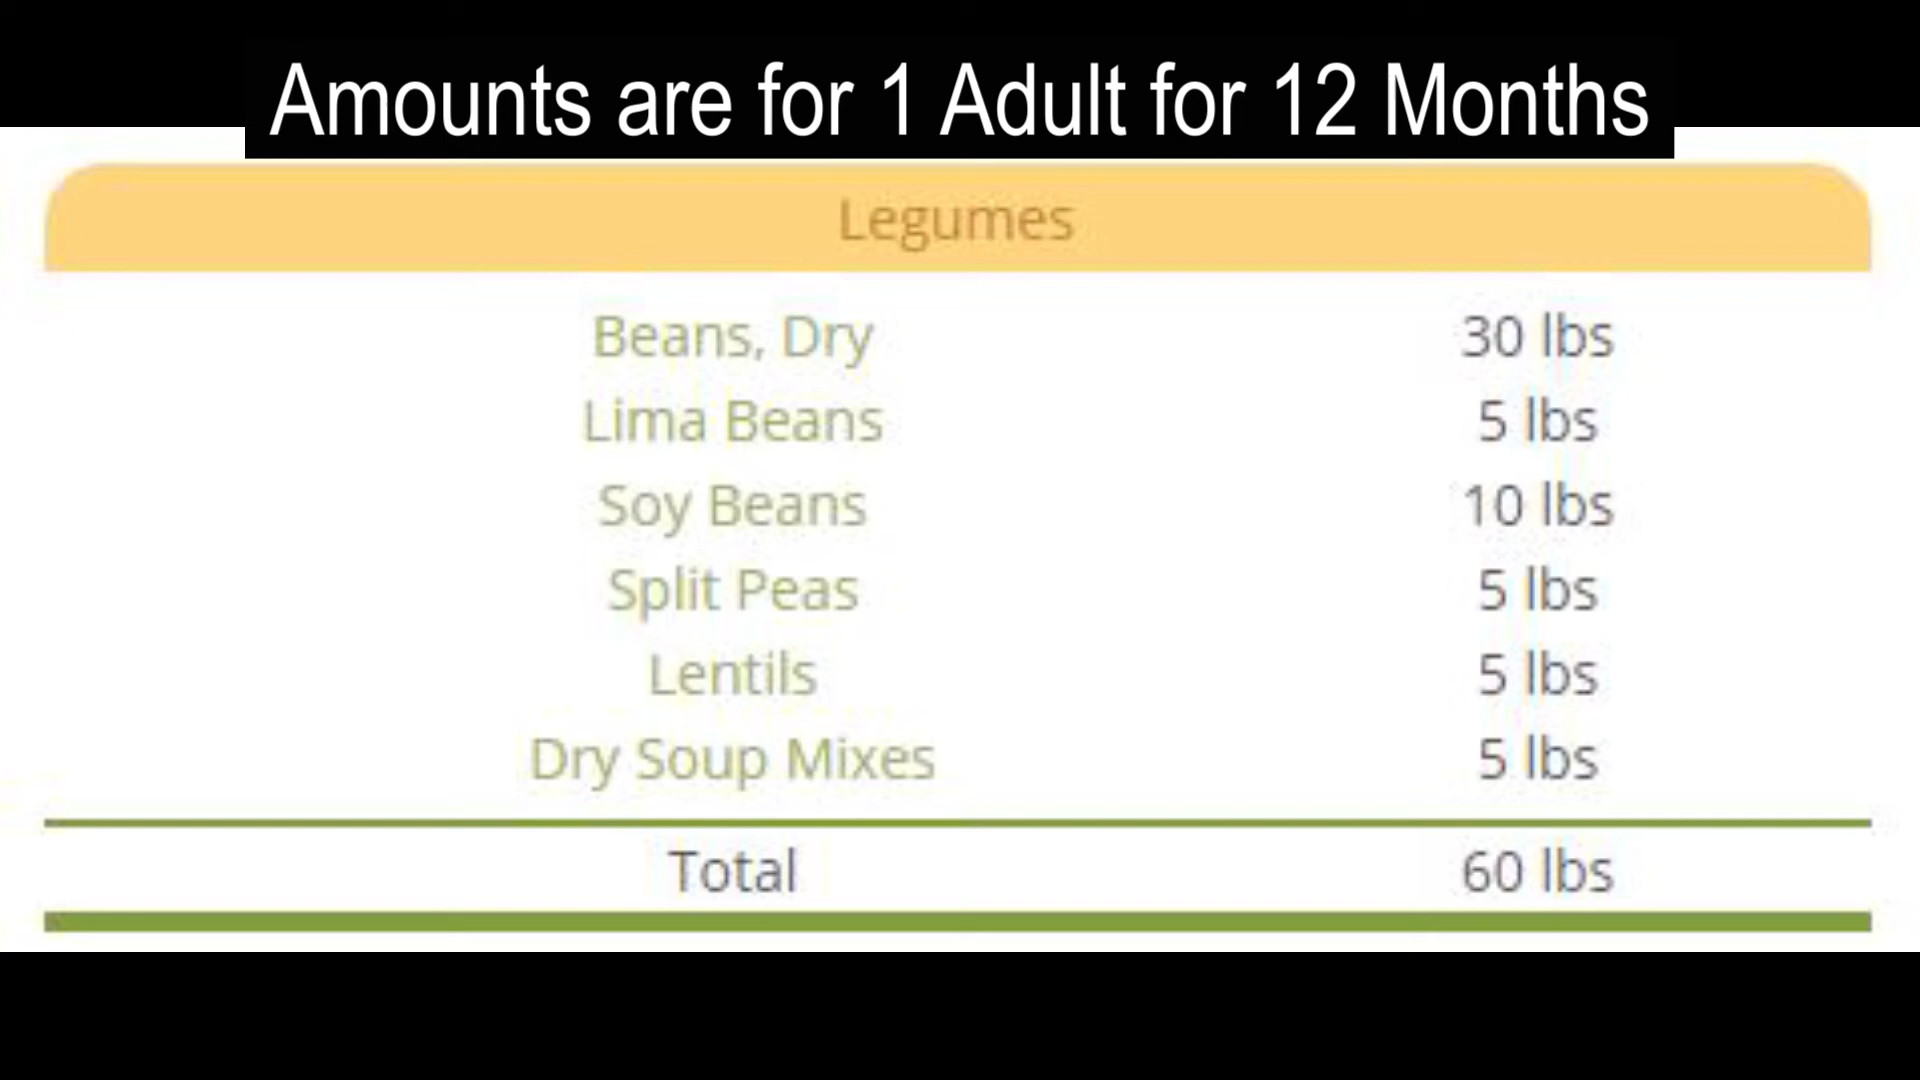 Amounts are for 1 Adult for 12 Months
Legumes
Beans, Dry 30 lbs
Lima Beans 5 lbs
Soy Beans 10 lbs
Split Peas 5 lbs
Lentils 5 lbs
Dry Soup Mixes 5 lbs
Total 60 lbs